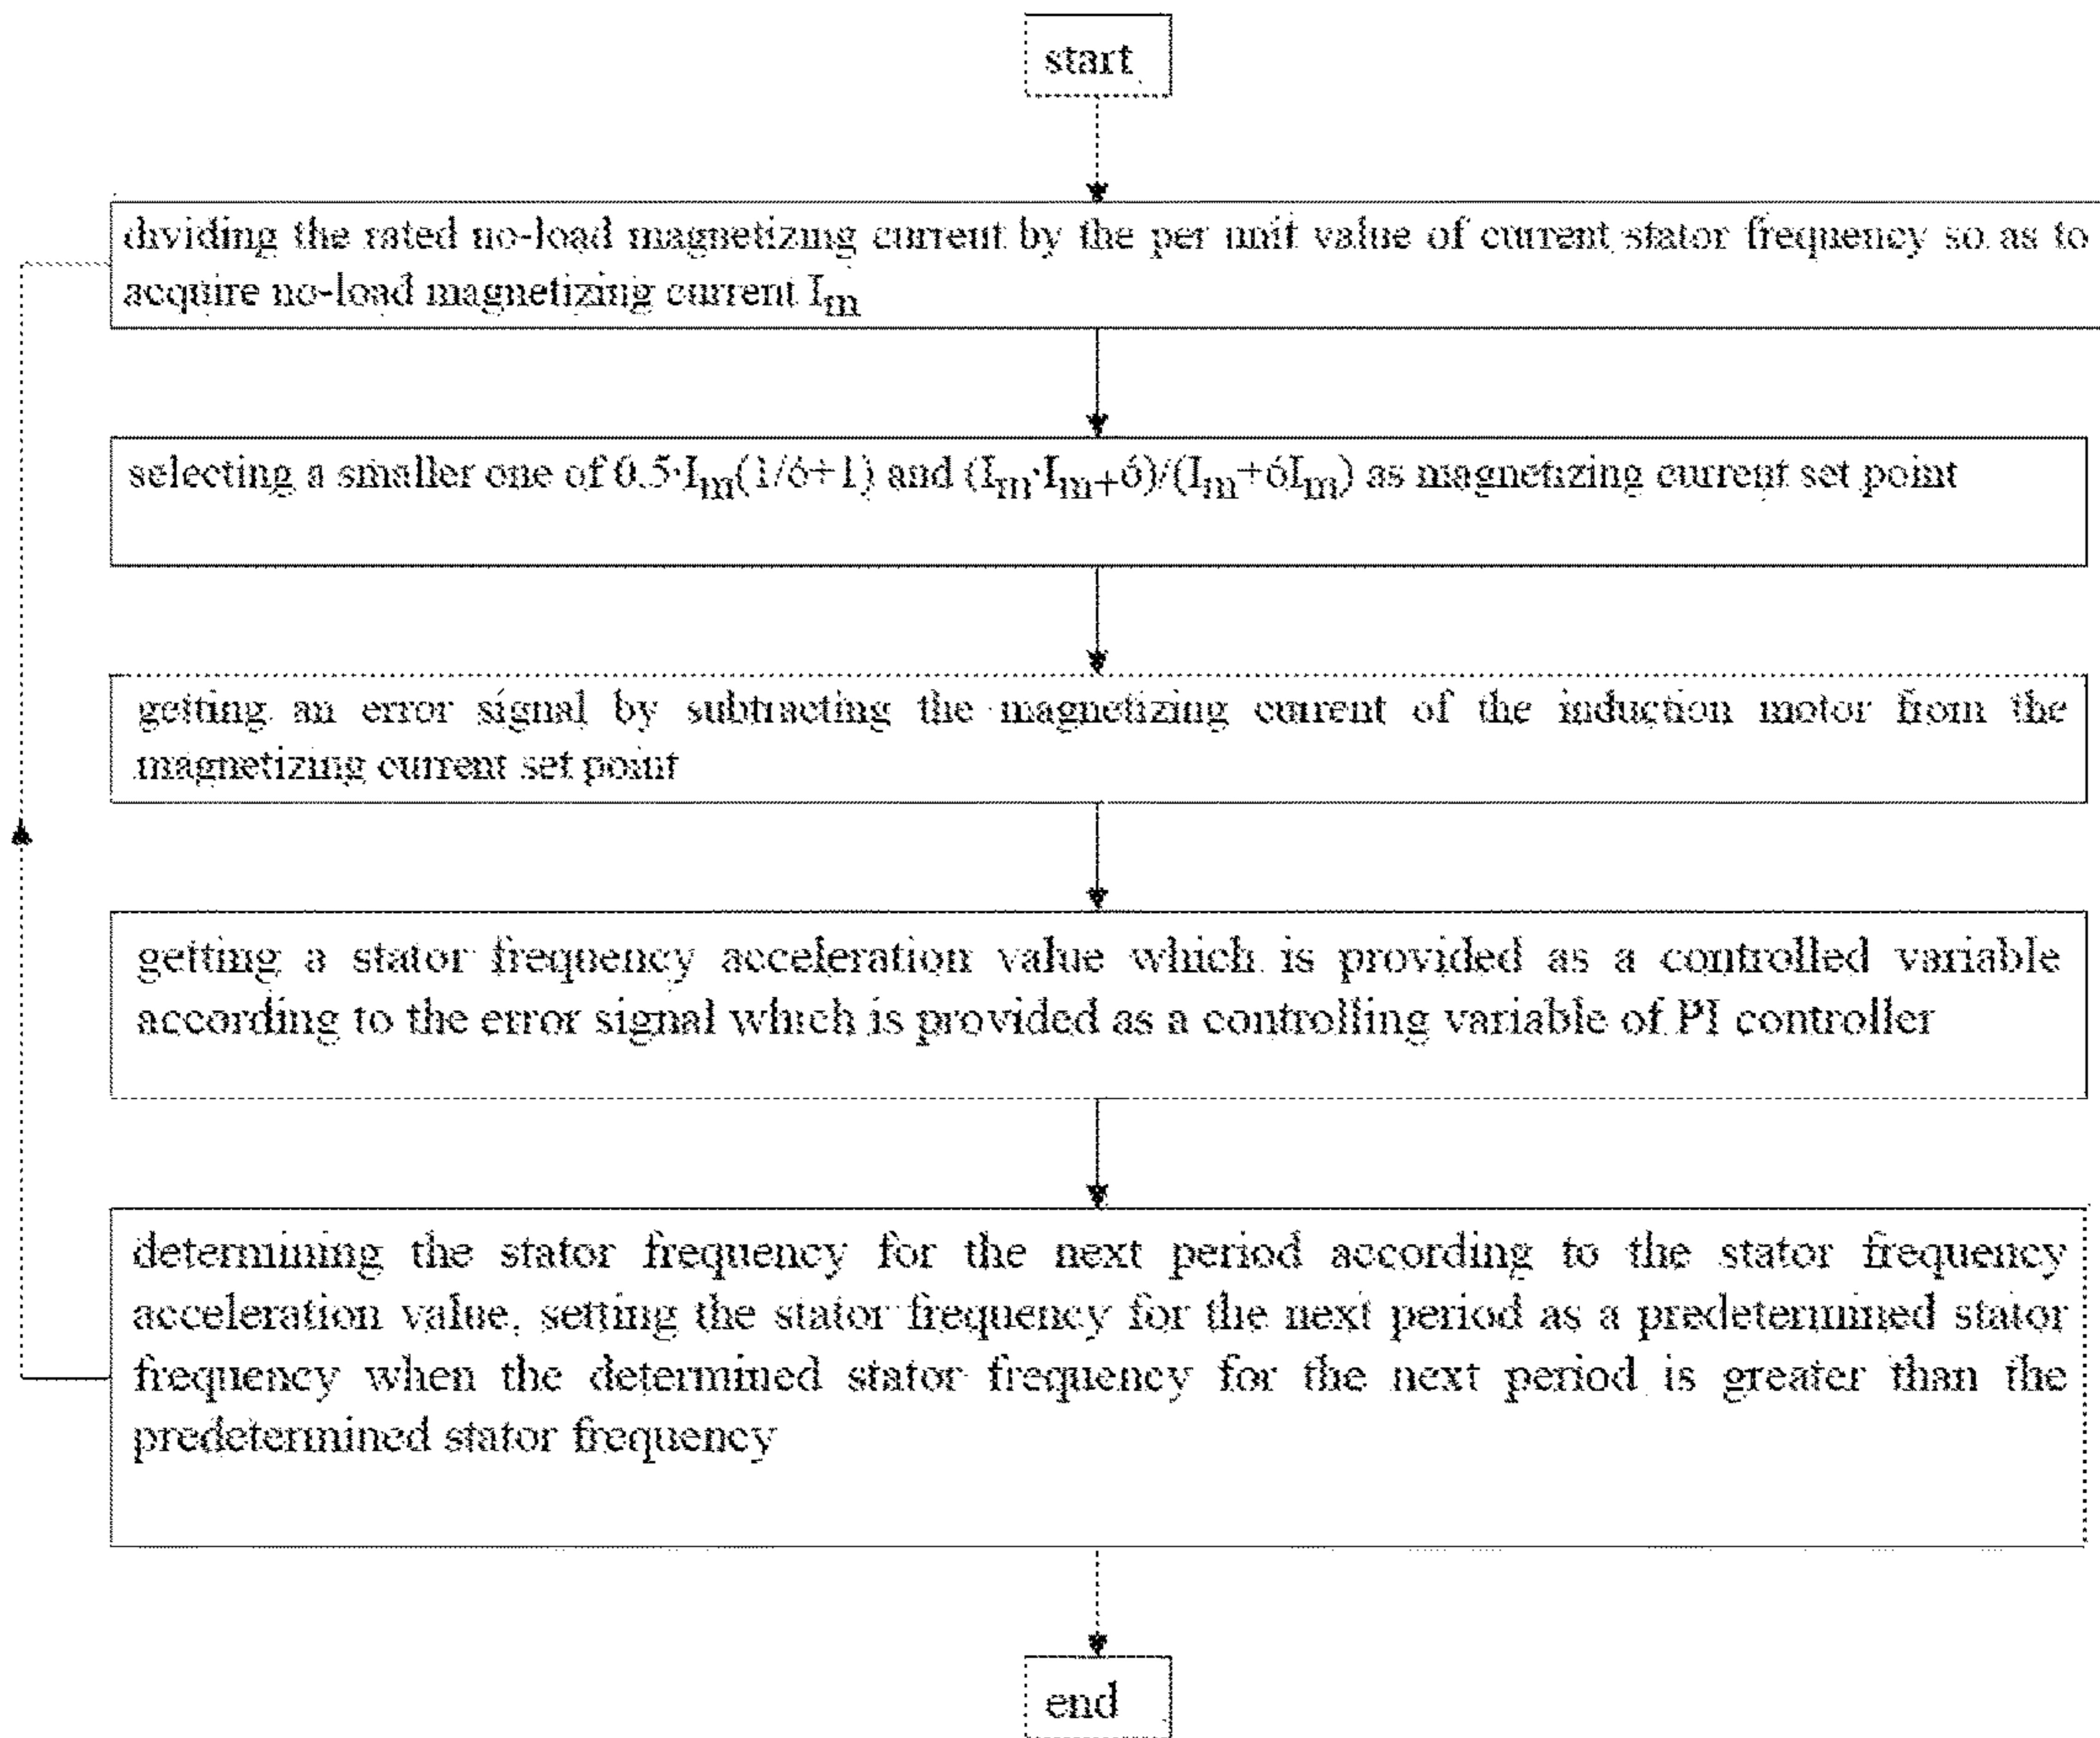 start
dividing the rated no-load magnetizing current by the per unit value of current stator frequency so as to
acquire no-load magnetizing current Im
selecting a smaller one of 0.5·Im(1/ó+1) and (Im·Im+ó)/(Im+óIm) as magnetizing current set point
getting an error signal by subtracting the magnetizing current of the induction motor from the
magnetizing current set point
getting a stator frequency acceleration value which is provided as a controlled variable
according to the error signal which is provided as a controlling variable of PI controller
determining the stator frequency for the next period according to the stator frequency
acceleration value, setting the stator frequency for the next period as a predetermined stator
frequency when the determined stator frequency for the next period is greater than the
predetermined stator frequency
end